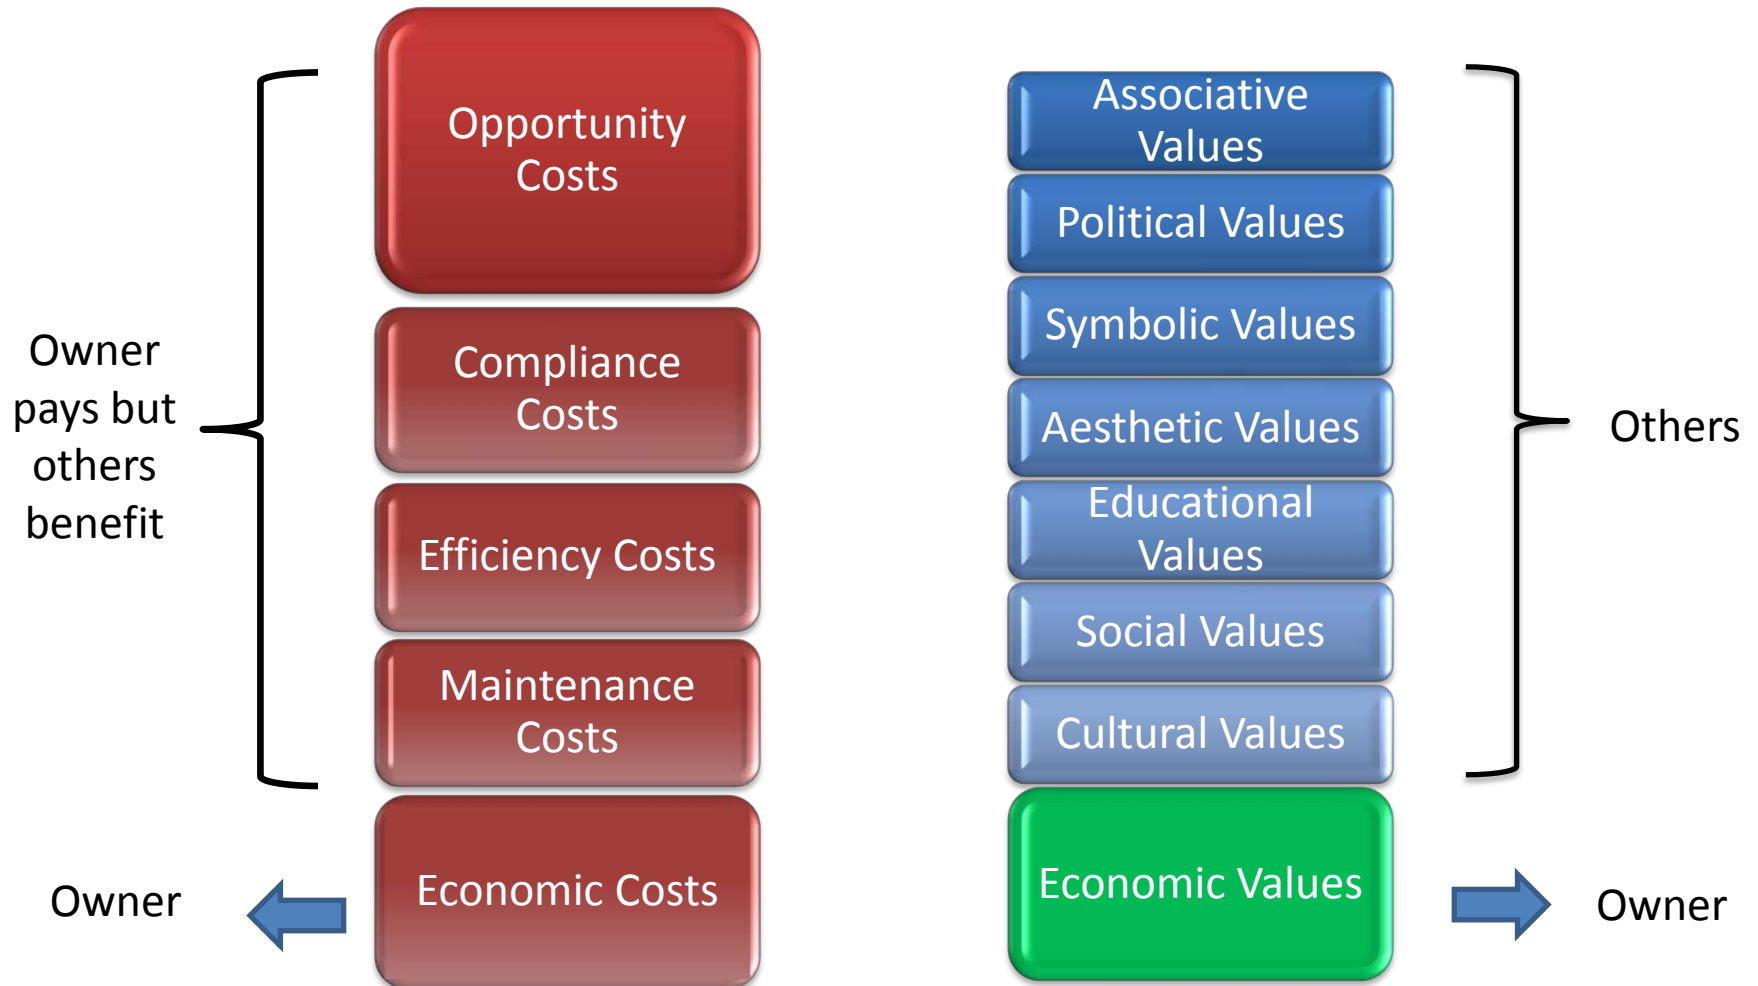 Owner
pays but
others
benefit
Owner
Opportunity
Costs
Compliance
Costs
Efficiency Costs
Maintenance
Costs
Economic Costs
Associative
Values
Political Values
Symbolic Values
Aesthetic Values
Educational
Values
Social Values
Cultural Values
Economic Values
Others
Owner